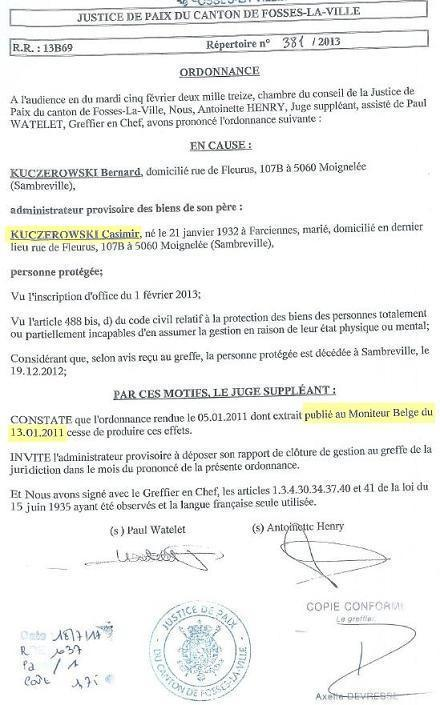 JUSTICE DE PAIX DU CANTON DE FOSSES-LA-VILLE
R.R. : 13B69
Répertoire n° 381 / 2013
ORDONNANCE
A l'audience en du mardi cinq février deux mille treize, chambre du conseil de la Justice de
Paix du canton de Fosses-La-Ville, Nous, Antoinette HENRY, Juge suppléant, assisté de Paul
WATELET, Greffier en Chef, avons prononcé l'ordonnance suivante :
EN CAUSE :
KUCZEROWSKI Bernard, domicilié rue de Fleurus, 107B à 5060 Moignelée
(Sambreville),
administrateur provisoire des biens de son père :
KUCZEROWSKI Casimir, né le 21 janvier 1932 à Farciennes, marié, domicilié en dernier
lieu rue de Fleurus, 107B à 5060 Moignelée (Sambreville),
personne protégée;
Vu l'inscription d'office du 1 février 2013;
Vu l'article 488 bis, d) du code civil relatif à la protection des biens des personnes totalement
ou partiellement incapables d'en assumer la gestion en raison de leur état physique ou mental;
Considérant que, selon avis reçu au greffe, la personne protégée est décédée à Sambreville, le
19.12.2012;
PAR CES MOTIFS, LE JUGE SUPPLÉANT :
CONSTATE que l'ordonnance rendue le 05.01.2011 dont extrait publié au Moniteur Belge du
13.01.2011 cesse de produire ces effets.
INVITE l'administrateur provisoire à déposer son rapport de clôture de gestion au greffe de la
juridiction dans le mois du prononcé de la présente ordonnance.
Et Nous avons signé avec le Greffier en Chef, les articles 1.3.4.30.34.37.40 et 41 de la loi du
15 juin 1935 ayant été observés et la langue française seule utilisée.
(s) Paul Watelet
(s) Antoinette Henry
JUSTICE DE PAIX
DU CANTON DE FOSSES-LA-VILLE
COPIE CONFORME
Le greffier,
Date 18/7/17
037
/ 1
Axelle DEVRESSE